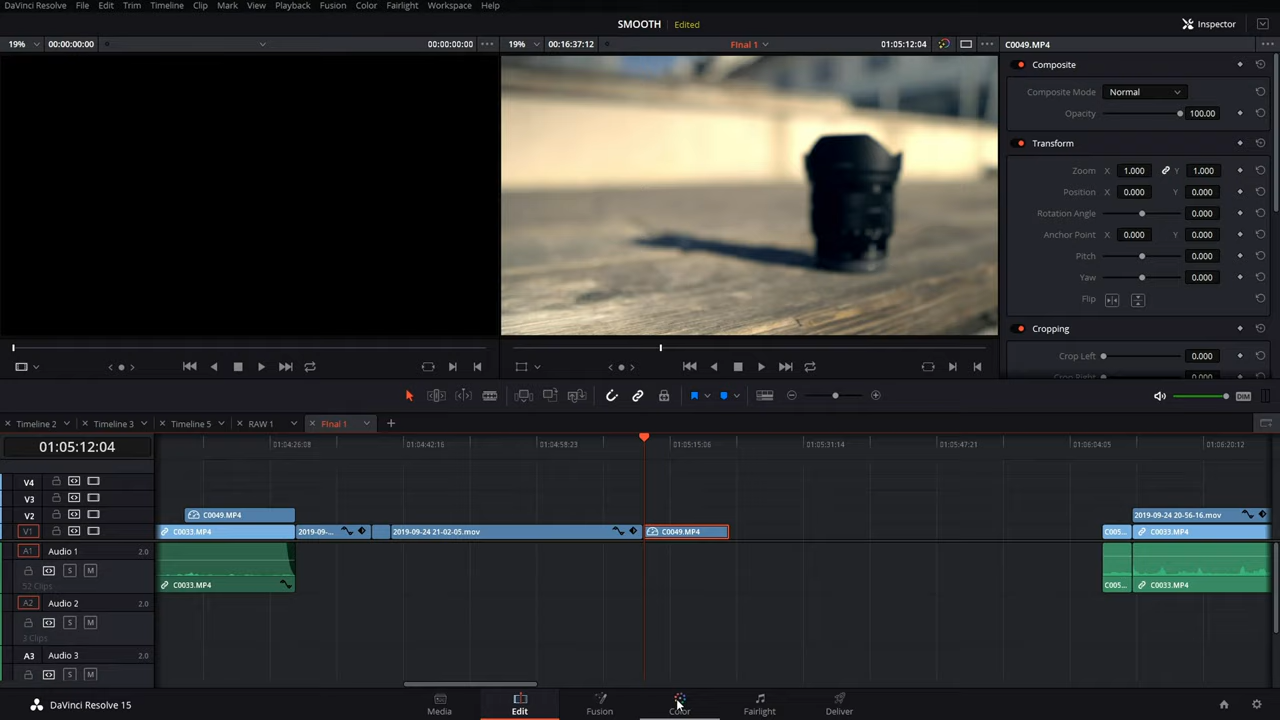 DaVinci Resolve File Edit Trim Timeline Clip Mark View Playback Fusion Color Fairlight Workspace Help
SMOOTH Edited
Inspector
19% 00:00:00:00 00:00:00:00
19% 00:16:37:12 FInal 1 01:05:12:04
C0049.MP4
Composite
Composite Mode Normal
Opacity 100.00
Transform
Zoom X 1.000 Y 1.000
Position X 0.000 Y 0.000
Rotation Angle 0.000
Anchor Point X 0.000 Y 0.000
Pitch 0.000
Yaw 0.000
Flip
Cropping
Crop Left 0.000
DIM
Timeline 2 Timeline 3 Timeline 5 RAW 1 FInal 1
01:05:12:04
01:04:26:08 01:04:42:16 01:04:58:23 01:05:15:06 01:05:31:14 01:05:47:21 01:06:04:05 01:06:20:12
V4
V3
V2 C0049.MP4 2019-09-24 20-56-16.mov
V1 C0033.MP4 2019-09-... 2019-09-24 21-02-05.mov C0049.MP4 C005... C0033.MP4
A1 Audio 1 2.0
S M
52 Clips C0033.MP4 C005... C0033.MP4
A2 Audio 2 2.0
S M
3 Clips
A3 Audio 3 2.0
S M
DaVinci Resolve 15
Media Edit Fusion Color Fairlight Deliver